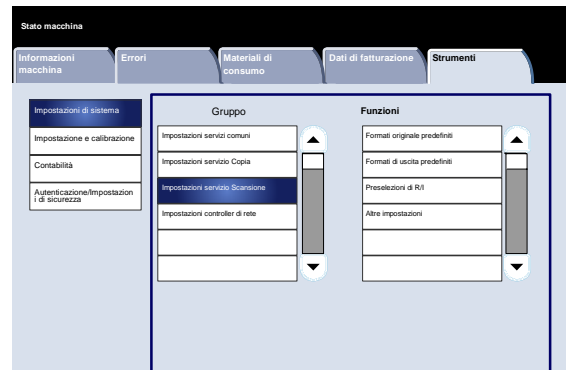 Stato macchina
Informazioni
macchina
Errori
Materiali di
consumo
Dati di fatturazione
Strumenti
Impostazioni di sistema
Impostazione e calibrazione
Contabilità
Autenticazione/Impostazion
i di sicurezza
Gruppo
Impostazioni servizi comuni
Impostazioni servizio Copia
Impostazioni servizio Scansione
Impostazioni controller di rete
Funzioni
Formati originale predefiniti
Formati di uscita predefiniti
Preselezioni di R/I
Altre impostazioni